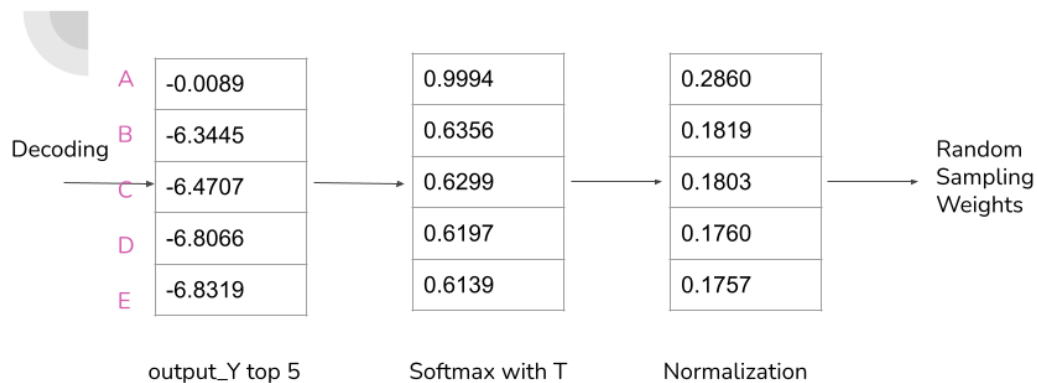 A
B
C
D
E
Decoding
-0.0089
-6.3445
-6.4707
-6.8066
-6.8319
output_Y top 5
0.9994
0.6356
0.6299
0.6197
0.6139
Softmax with T
0.2860
0.1819
0.1803
0.1760
0.1757
Normalization
Random
Sampling
Weights